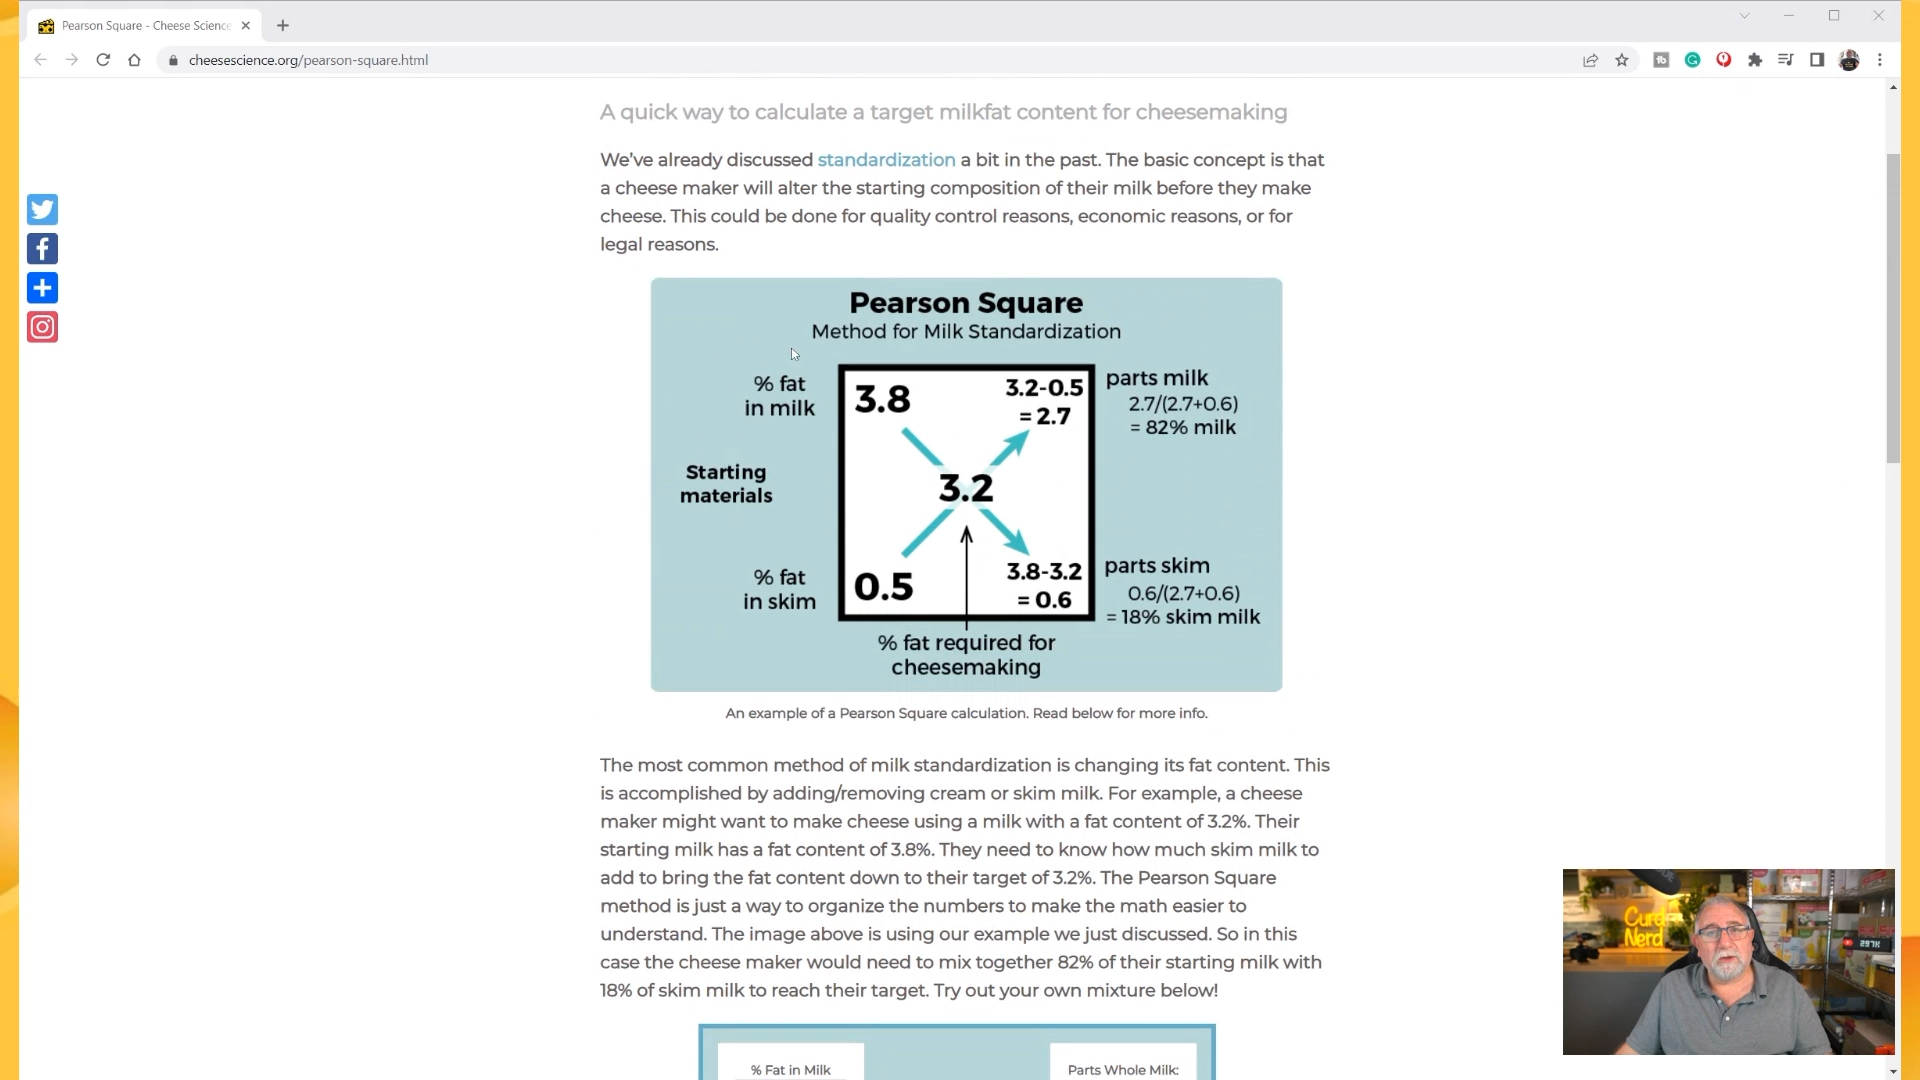 Pearson Square - Cheese Science
cheesescience.org/pearson-square.html
A quick way to calculate a target milkfat content for cheesemaking
We've already discussed standardization a bit in the past. The basic concept is that
a cheese maker will alter the starting composition of their milk before they make
cheese. This could be done for quality control reasons, economic reasons, or for
legal reasons.
Pearson Square
Method for Milk Standardization
% fat
in milk
3.8
3.2-0.5
= 2.7
parts milk
2.7/(2.7+0.6)
= 82% milk
Starting
materials
3.2
% fat
in skim
0.5
3.8-3.2
= 0.6
parts skim
0.6/(2.7+0.6)
= 18% skim milk
% fat required for
cheesemaking
An example of a Pearson Square calculation. Read below for more info.
The most common method of milk standardization is changing its fat content. This
is accomplished by adding/removing cream or skim milk. For example, a cheese
maker might want to make cheese using a milk with a fat content of 3.2%. Their
starting milk has a fat content of 3.8%. They need to know how much skim milk to
add to bring the fat content down to their target of 3.2%. The Pearson Square
method is just a way to organize the numbers to make the math easier to
understand. The image above is using our example we just discussed. So in this
case the cheese maker would need to mix together 82% of their starting milk with
18% of skim milk to reach their target. Try out your own mixture below!
% Fat in Milk
Parts Whole Milk:
Curd
Nerd
297K